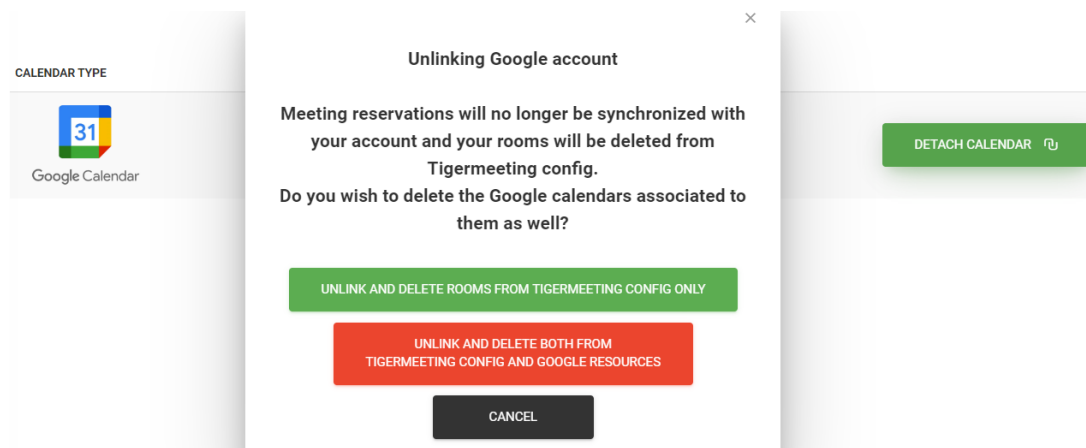 ×
Unlinking Google account
CALENDAR TYPE
Meeting reservations will no longer be synchronized with
your account and your rooms will be deleted from
Tigermeeting config.
Do you wish to delete the Google calendars associated to
them as well?
31
Google Calendar
DETACH CALENDAR
UNLINK AND DELETE ROOMS FROM TIGERMEETING CONFIG ONLY
UNLINK AND DELETE BOTH FROM
TIGERMEETING CONFIG AND GOOGLE RESOURCES
CANCEL